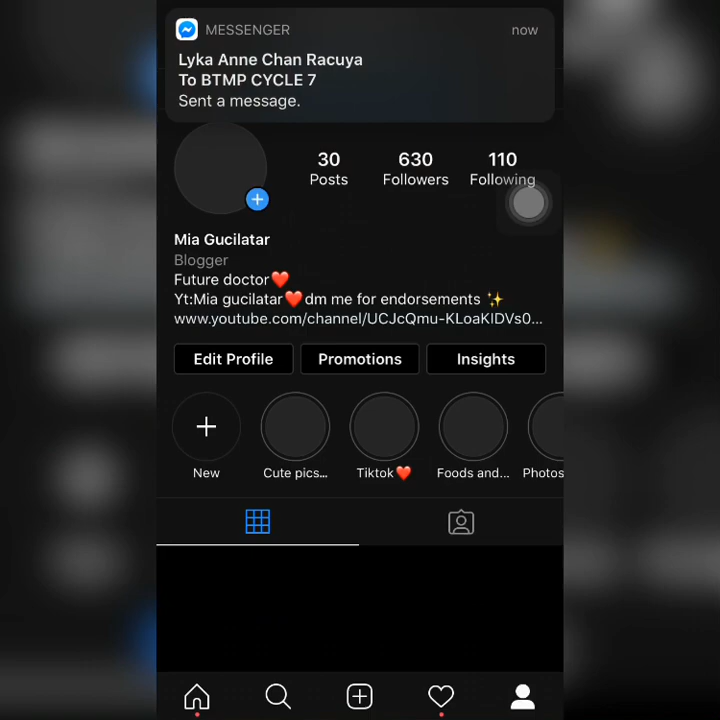 MESSENGER now
Lyka Anne Chan Racuya
To BTMP CYCLE 7
Sent a message.
30 630 110
Posts Followers Following
Mia Gucilatar
Blogger
Future doctor❤️
Yt:Mia gucilatar❤️dm me for endorsements ✨
www.youtube.com/channel/UCJcQmu-KLoaKIDVs0...
Edit Profile Promotions Insights
New Cute pics... Tiktok❤️ Foods and... Photos